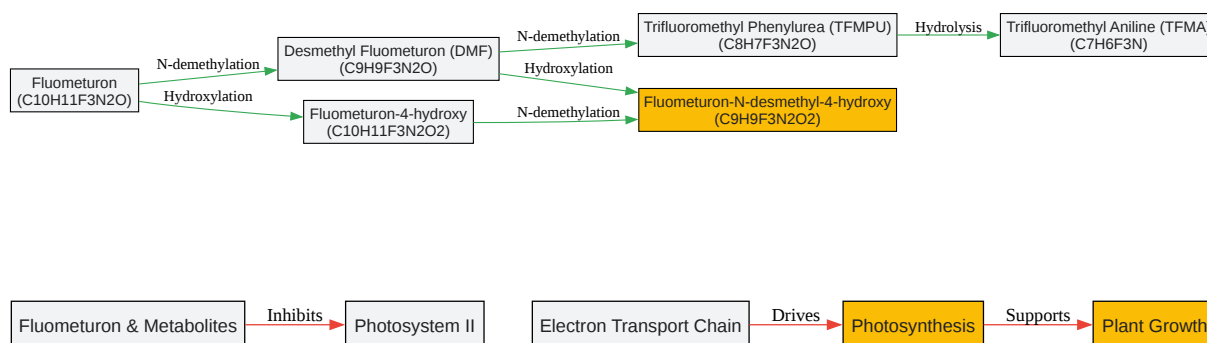 Trifluoromethyl Phenylurea (TFMPU)
(C8H7F3N2O)
Hydrolysis
Trifluoromethyl Aniline (TFMA)
(C7H6F3N)
N-demethylation
Desmethyl Fluometuron (DMF)
(C9H9F3N2O)
N-demethylation
Hydroxylation
Fluometuron
(C10H11F3N2O)
Hydroxylation
Fluometuron-4-hydroxy
(C10H11F3N2O2)
N-demethylation
Fluometuron-N-desmethyl-4-hydroxy
(C9H9F3N2O2)
Fluometuron & Metabolites
Inhibits
Photosystem II
Electron Transport Chain
Drives
Photosynthesis
Supports
Plant Growth